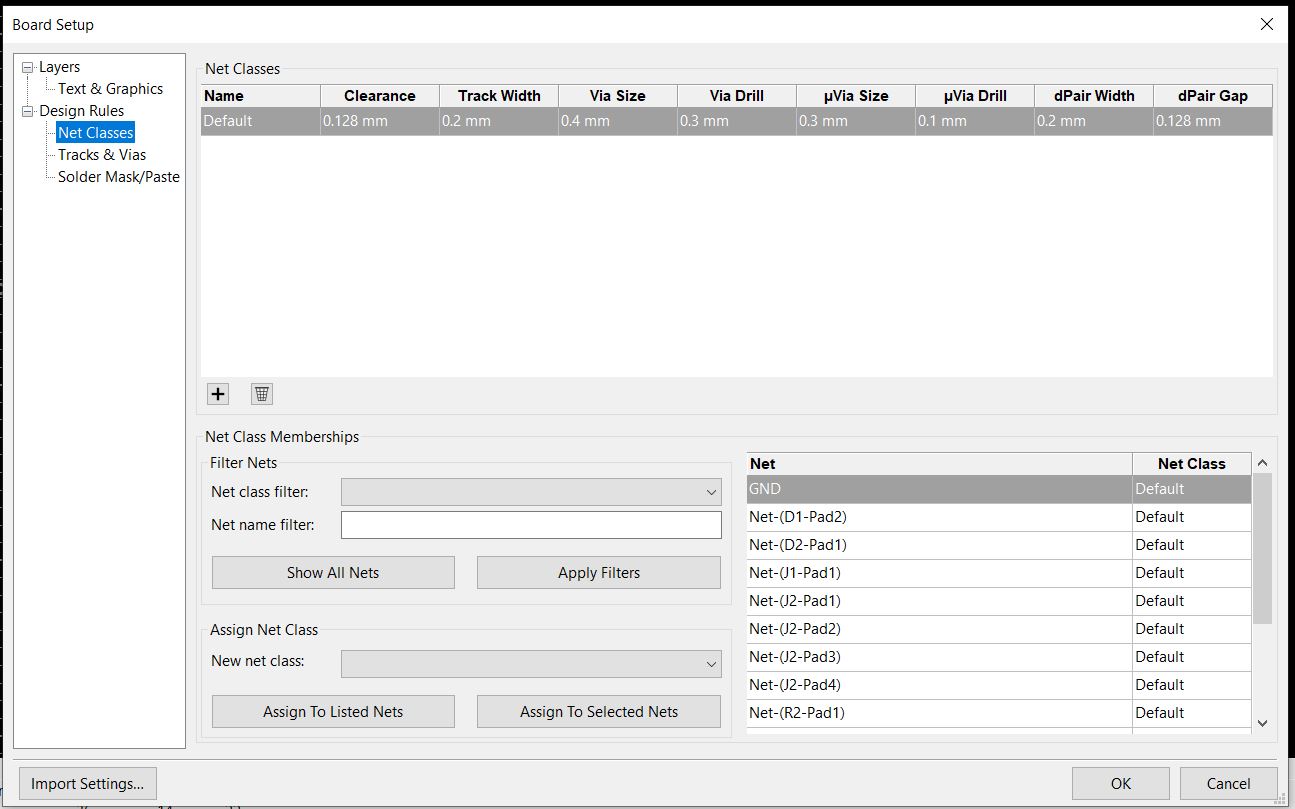 Board Setup
Layers
Text & Graphics
Design Rules
Net Classes
Tracks & Vias
Solder Mask/Paste
Net Classes
Name Clearance Track Width Via Size Via Drill µVia Size µVia Drill dPair Width dPair Gap
Default 0.128 mm 0.2 mm 0.4 mm 0.3 mm 0.3 mm 0.1 mm 0.2 mm 0.128 mm
Net Class Memberships
Filter Nets
Net class filter:
Net name filter:
Show All Nets Apply Filters
Assign Net Class
New net class:
Assign To Listed Nets Assign To Selected Nets
Net Net Class
GND Default
Net-(D1-Pad2) Default
Net-(D2-Pad1) Default
Net-(J1-Pad1) Default
Net-(J2-Pad1) Default
Net-(J2-Pad2) Default
Net-(J2-Pad3) Default
Net-(J2-Pad4) Default
Net-(R2-Pad1) Default
Import Settings... OK Cancel